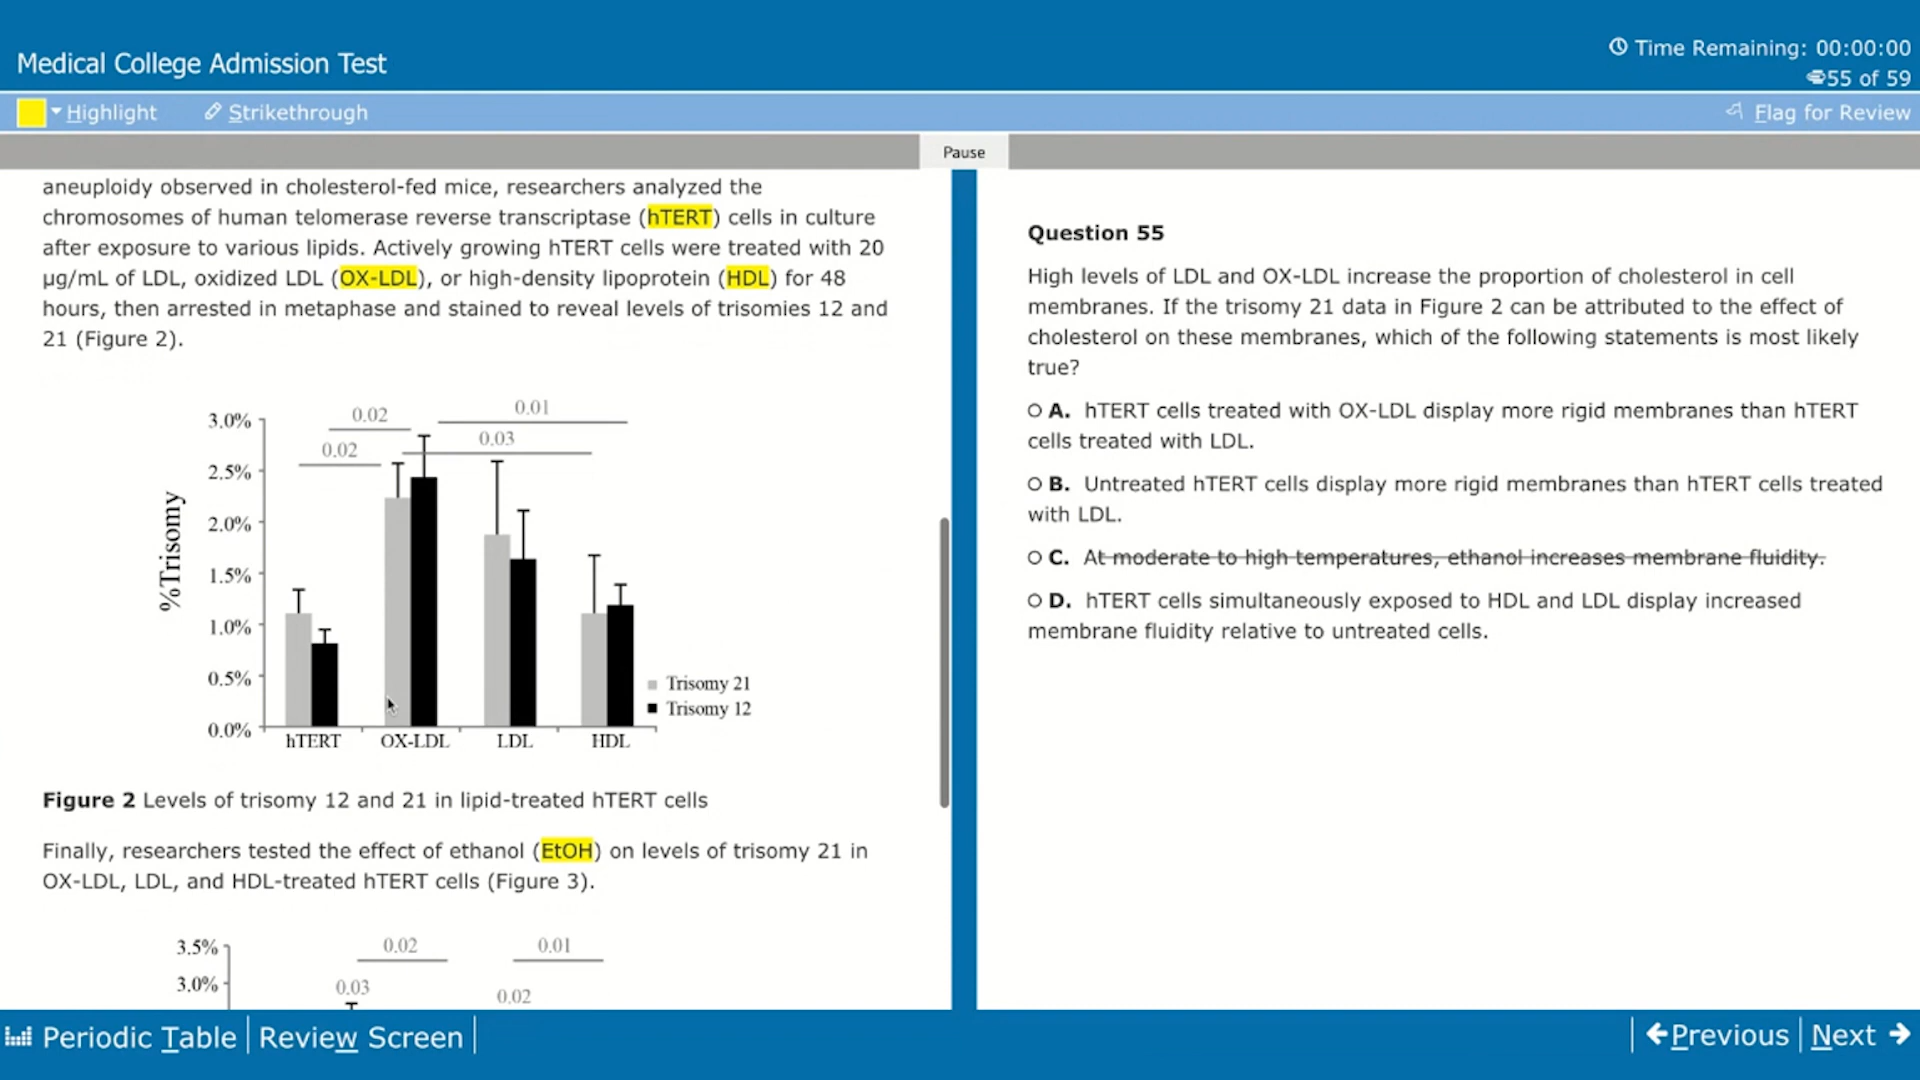 Medical College Admission Test
Time Remaining: 00:00:00
55 of 59
Highlight
Strikethrough
Flag for Review
Pause
aneuploidy observed in cholesterol-fed mice, researchers analyzed the
chromosomes of human telomerase reverse transcriptase (hTERT) cells in culture
after exposure to various lipids. Actively growing hTERT cells were treated with 20
µg/mL of LDL, oxidized LDL (OX-LDL), or high-density lipoprotein (HDL) for 48
hours, then arrested in metaphase and stained to reveal levels of trisomies 12 and
21 (Figure 2).
%Trisomy
3.0%
2.5%
2.0%
1.5%
1.0%
0.5%
0.0%
0.02
0.01
0.03
0.02
hTERT
OX-LDL
LDL
HDL
Trisomy 21
Trisomy 12
Figure 2 Levels of trisomy 12 and 21 in lipid-treated hTERT cells
Finally, researchers tested the effect of ethanol (EtOH) on levels of trisomy 21 in
OX-LDL, LDL, and HDL-treated hTERT cells (Figure 3).
3.5%
3.0%
0.02
0.01
0.03
0.02
Question 55
High levels of LDL and OX-LDL increase the proportion of cholesterol in cell
membranes. If the trisomy 21 data in Figure 2 can be attributed to the effect of
cholesterol on these membranes, which of the following statements is most likely
true?
A. hTERT cells treated with OX-LDL display more rigid membranes than hTERT
cells treated with LDL.
B. Untreated hTERT cells display more rigid membranes than hTERT cells treated
with LDL.
C. At moderate to high temperatures, ethanol increases membrane fluidity.
D. hTERT cells simultaneously exposed to HDL and LDL display increased
membrane fluidity relative to untreated cells.
Periodic Table
Review Screen
Previous
Next